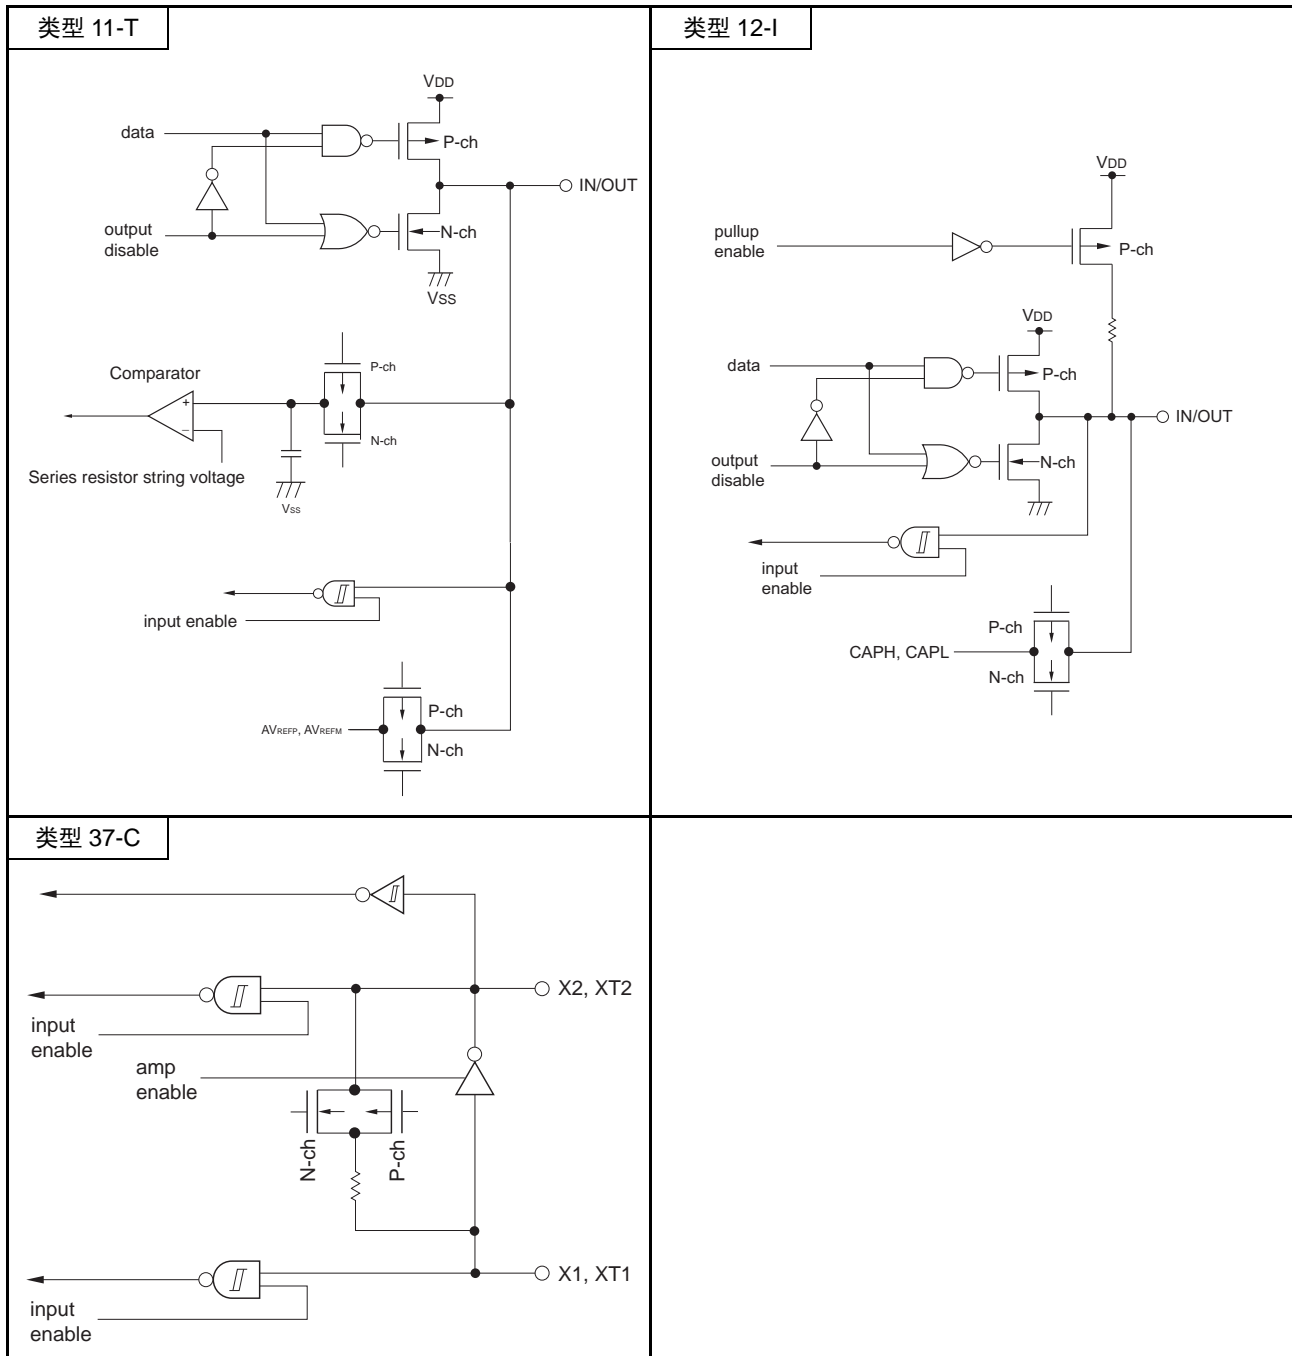 类型 11-T
VDD
data
P-ch
IN/OUT
output
disable
N-ch
VSS
Comparator
P-ch
+
−
N-ch
Series resistor string voltage
VSS
input enable
P-ch
AVREFP, AVREFM
N-ch
类型 12-I
VDD
pullup
enable
P-ch
VDD
data
P-ch
IN/OUT
output
disable
N-ch
input
enable
P-ch
CAPH, CAPL
N-ch
类型 37-C
X2, XT2
input
enable
amp
enable
N-ch
P-ch
X1, XT1
input
enable